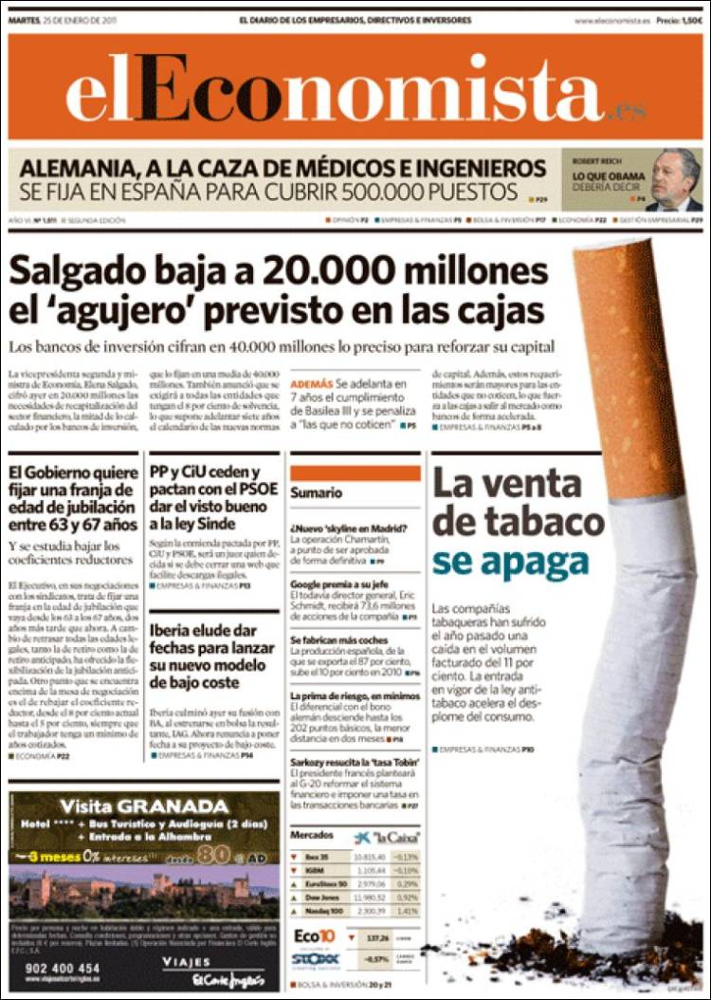 MARTES, 25 DE ENERO DE 2011
EL DIARIO DE LOS EMPRESARIOS, DIRECTIVOS E INVERSORES
www.eleconomista.es Precio: 1,50€
elEconomista.es
ALEMANIA, A LA CAZA DE MÉDICOS E INGENIEROS
SE FIJA EN ESPAÑA PARA CUBRIR 500.000 PUESTOS P29
ROBERT REICH
LO QUE OBAMA
DEBERÍA DECIR
P4
AÑO VI. Nº 1.511 SEGUNDA EDICIÓN
OPINIÓN P2 EMPRESAS & FINANZAS P5 BOLSA & INVERSIÓN P17 ECONOMÍA P22 GESTIÓN EMPRESARIAL P29
Salgado baja a 20.000 millones
el ‘agujero’ previsto en las cajas
Los bancos de inversión cifran en 40.000 millones lo preciso para reforzar su capital
La vicepresidenta segunda y mi-
nistra de Economía, Elena Salgado,
cifró ayer en 20.000 millones las
necesidades de recapitalización del
sector financiero, la mitad de lo cal-
culado por los bancos de inversión,
que lo fijan en una media de 40.000
millones. También anunció que se
exigirá a todas las entidades que
tengan el 8 por ciento de solvencia,
lo que supone adelantar siete años
el calendario de las nuevas normas
ADEMÁS Se adelanta en
7 años el cumplimiento
de Basilea III y se penaliza
a "las que no coticen" P5
de capital. Además, estos requeri-
mientos serán mayores para las en-
tidades que no coticen, lo que fuer-
za a las cajas a salir al mercado como
bancos de forma acelerada.
EMPRESAS & FINANZAS P5 a 8
El Gobierno quiere
fijar una franja de
edad de jubilación
entre 63 y 67 años
Y se estudia bajar los
coeficientes reductores
El Ejecutivo, en sus negociaciones
con los sindicatos, trata de fijar una
franja en la edad de jubilación que
vaya desde los 63 a los 67 años, dos
años más tarde que ahora. A cam-
bio de retrasar todas las edades le-
gales, tanto la de retiro como la de
retiro anticipado, ha ofrecido la fle-
xibilización de la jubilación antici-
pada. Otro punto que se encuentra
encima de la mesa de negociación
es el de rebajar el coeficiente reduc-
tor, desde el 8 por ciento actual
hasta el 5 por ciento, siempre que
el trabajador tenga un mínimo de
años cotizados.
ECONOMÍA P22
PP y CiU ceden y
pactan con el PSOE
dar el visto bueno
a la ley Sinde
Según la enmienda pactada por PP,
CiU y PSOE, será un juez quien de-
cida si se debe cerrar una web que
facilite descargas ilegales.
EMPRESAS & FINANZAS P13
Iberia elude dar
fechas para lanzar
su nuevo modelo
de bajo coste
Iberia culminó ayer su fusión con
BA, al estrenarse en bolsa la resul-
tante, IAG. Ahora renuncia a poner
fecha a su proyecto de bajo coste.
EMPRESAS & FINANZAS P14
Sumario
¿Nuevo 'skyline en Madrid?
La operación Chamartín,
a punto de ser aprobada
de forma definitiva P9
Google premia a su jefe
El todavía director general, Eric
Schmidt, recibirá 73,6 millones
de acciones de la compañía
Se fabrican más coches
La producción española, de la
que se exporta el 87 por ciento,
sube el 10 por ciento en 2010
La prima de riesgo, en mínimos
El diferencial con el bono
alemán desciende hasta los
202 puntos básicos, la menor
distancia en dos meses P18
Sarkozy resucita la 'tasa Tobin'
El presidente francés planteará
al G-20 reformar el sistema
financiero e imponer una tasa en
las transacciones bancarias P27
La venta
de tabaco
se apaga
Las compañías
tabaqueras han sufrido
el año pasado una
caída en el volumen
facturado del 11 por
ciento. La entrada
en vigor de la ley anti-
tabaco acelera el des-
plome del consumo.
EMPRESAS & FINANZAS P10
Visita GRANADA
Hotel **** + Bus Turístico y Audioguía (2 días)
+ Entrada a la Alhambra
3 meses 0% intereses desde 80 € AD
902 400 454
www.viajeselcorteingles.es
VIAJES
El Corte Inglés
Mercados "la Caixa"
Ibex 35 10.815,40 -0,13%
IGBM 1.105,44 -0,10%
EuroStoxx 50 2.979,06 0,29%
Dow Jones 11.980,52 0,92%
Nasdaq 100 2.300,39 1,41%
Eco10 137,26
STOXX -0,57%
BOLSA & INVERSIÓN 20 y 21